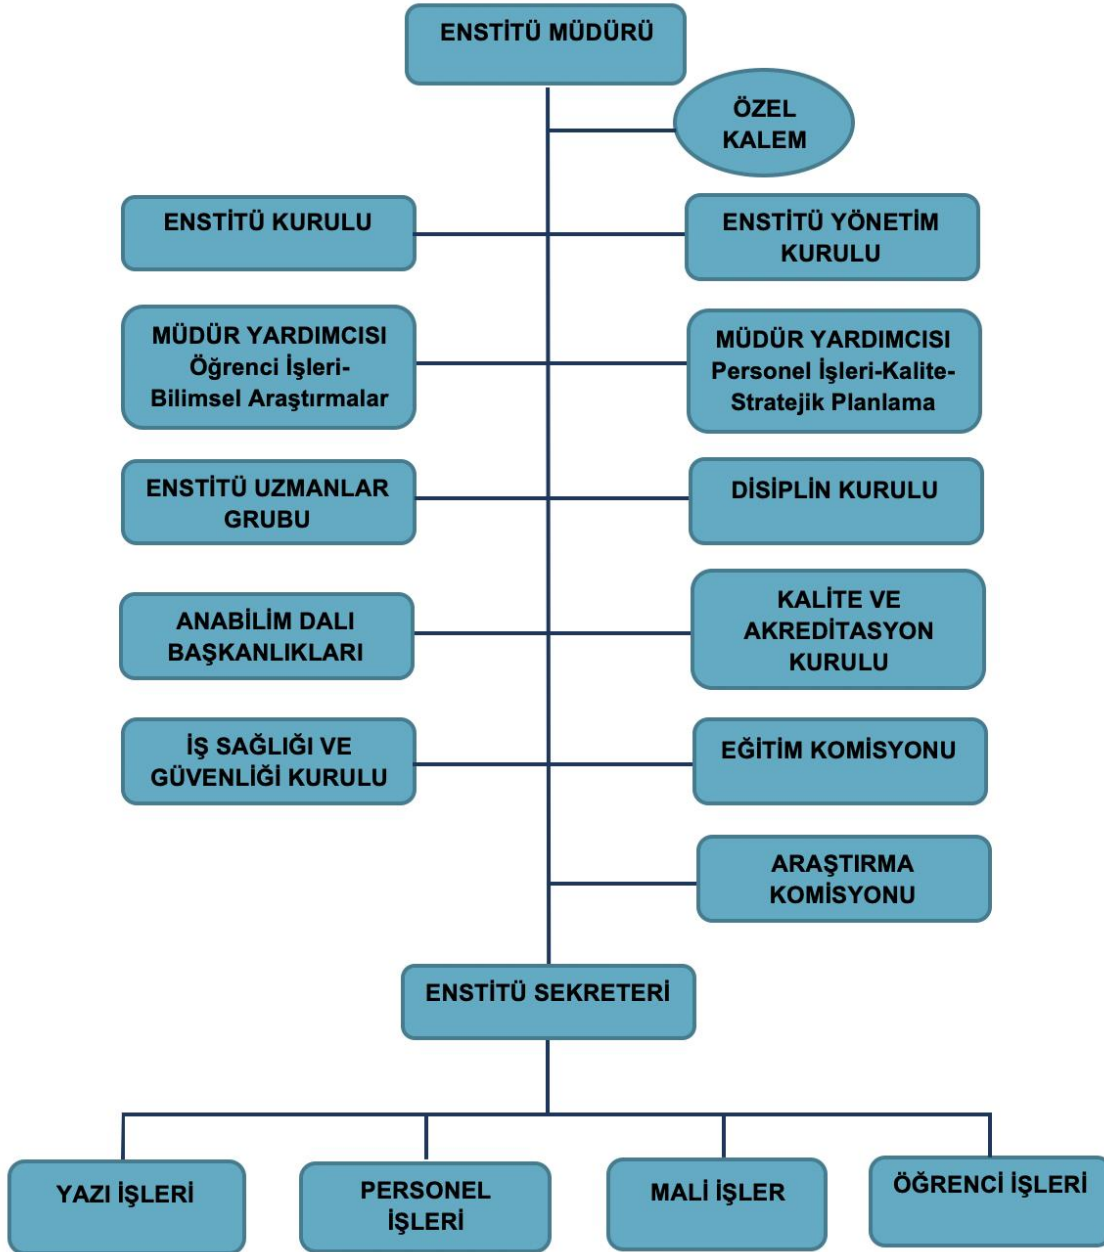 ENSTİTÜ MÜDÜRÜ
ÖZEL
KALEM
ENSTİTÜ KURULU
ENSTİTÜ YÖNETİM
KURULU
MÜDÜR YARDIMCISI
Öğrenci İşleri-
Bilimsel Araştırmalar
MÜDÜR YARDIMCISI
Personel İşleri-Kalite-
Stratejik Planlama
ENSTİTÜ UZMANLAR
GRUBU
DİSİPLİN KURULU
ANABİLİM DALI
BAŞKANLIKLARI
KALİTE VE
AKREDİTASYON
KURULU
İŞ SAĞLIĞI VE
GÜVENLİĞİ KURULU
EĞİTİM KOMİSYONU
ARAŞTIRMA
KOMİSYONU
ENSTİTÜ SEKRETERİ
YAZI İŞLERİ
PERSONEL
İŞLERİ
MALİ İŞLER
ÖĞRENCİ İŞLERİ